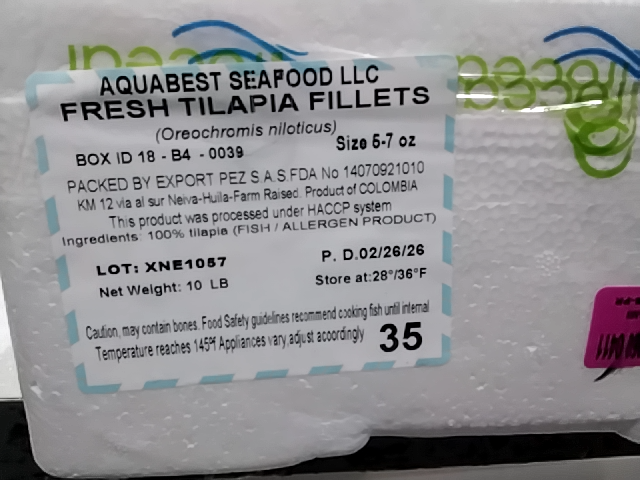 AQUABEST SEAFOOD LLC
FRESH TILAPIA FILLETS
(Oreochromis niloticus)
Size 5-7 oz
BOX ID 18 - B4 - 0039
PACKED BY EXPORT PEZ S.A.S.FDA No 14070921010
KM 12 via al sur Neiva-Huila-Farm Raised. Product of COLOMBIA
This product was processed under HACCP system
Ingredients: 100% tilapia (FISH / ALLERGEN PRODUCT)
LOT: XNE1057
P. D.02/26/26
Net Weight: 10 LB
Store at:28°/36°F
Caution, may contain bones. Food Safety guidelines recommend cooking fish until internal
Temperature reaches 145°f Appliances vary,adjust acoordingly
35